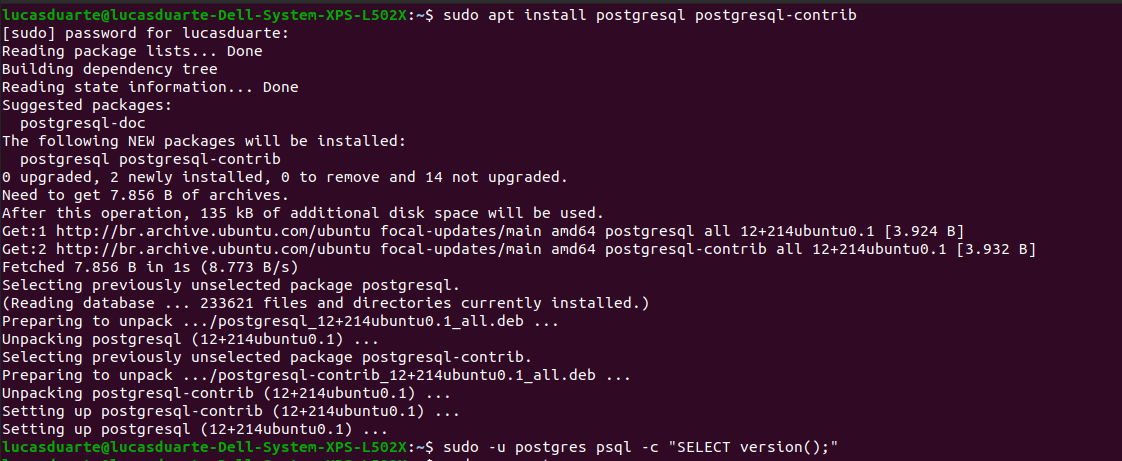 lucasduarte@lucasduarte-Dell-System-XPS-L502X:~$ sudo apt install postgresql postgresql-contrib
[sudo] password for lucasduarte:
Reading package lists... Done
Building dependency tree
Reading state information... Done
Suggested packages:
  postgresql-doc
The following NEW packages will be installed:
  postgresql postgresql-contrib
0 upgraded, 2 newly installed, 0 to remove and 14 not upgraded.
Need to get 7.856 B of archives.
After this operation, 135 kB of additional disk space will be used.
Get:1 http://br.archive.ubuntu.com/ubuntu focal-updates/main amd64 postgresql all 12+214ubuntu0.1 [3.924 B]
Get:2 http://br.archive.ubuntu.com/ubuntu focal-updates/main amd64 postgresql-contrib all 12+214ubuntu0.1 [3.932 B]
Fetched 7.856 B in 1s (8.773 B/s)
Selecting previously unselected package postgresql.
(Reading database ... 233621 files and directories currently installed.)
Preparing to unpack .../postgresql_12+214ubuntu0.1_all.deb ...
Unpacking postgresql (12+214ubuntu0.1) ...
Selecting previously unselected package postgresql-contrib.
Preparing to unpack .../postgresql-contrib_12+214ubuntu0.1_all.deb ...
Unpacking postgresql-contrib (12+214ubuntu0.1) ...
Setting up postgresql-contrib (12+214ubuntu0.1) ...
Setting up postgresql (12+214ubuntu0.1) ...
lucasduarte@lucasduarte-Dell-System-XPS-L502X:~$ sudo -u postgres psql -c "SELECT version();"